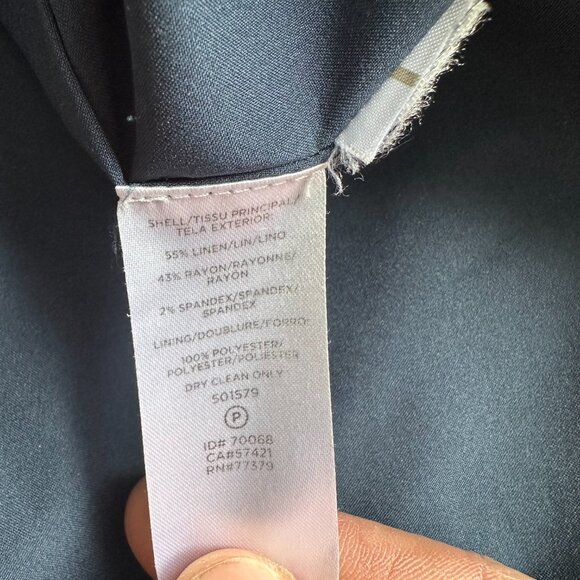 SHELL/TISSU PRINCIPAL/
TELA EXTERIOR:
55% LINEN/LIN/LINO
43% RAYON/RAYONNE/
RAYON
2% SPANDEX/SPANDEX/
SPANDEX
LINING/DOUBLURE/FORRO:
100% POLYESTER/
POLYESTER/POLIESTER
DRY CLEAN ONLY
501579
P
ID# 70068
CA#57421
RN#77379